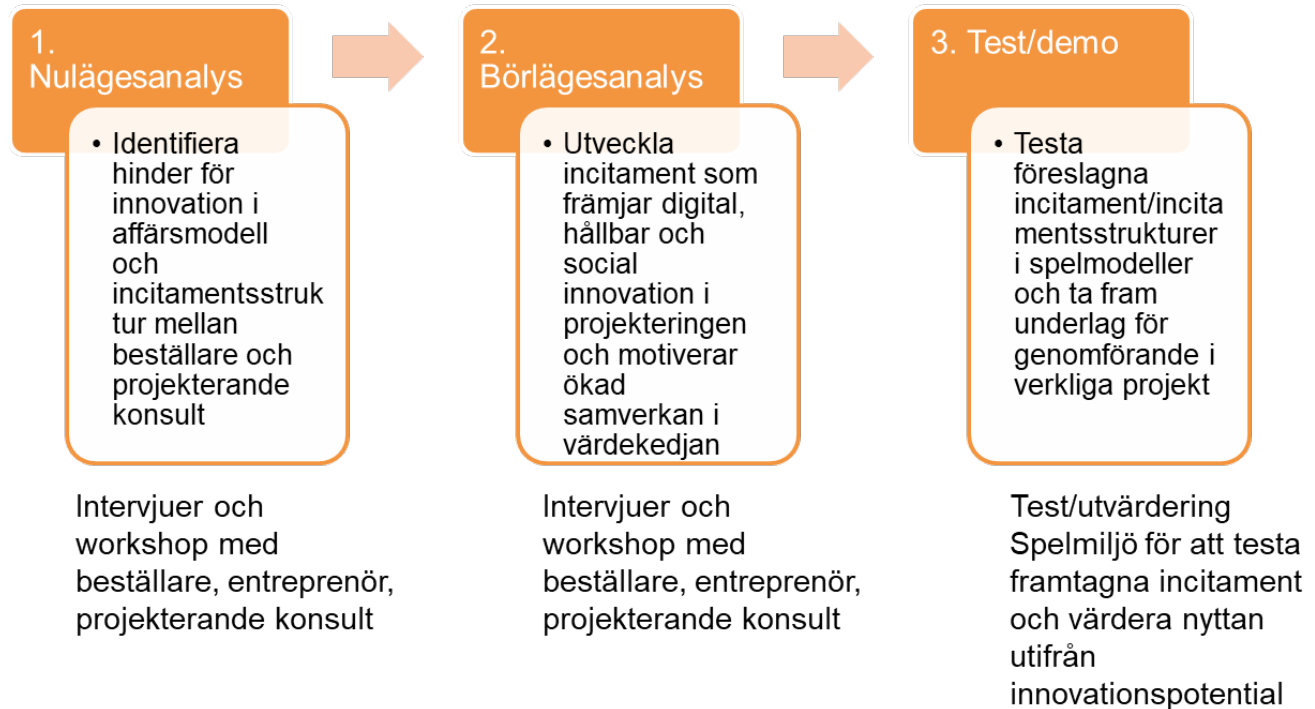 1.
Nulägesanalys
• Identifiera
hinder för
innovation i
affärsmodell
och
incitamentsstruk
tur mellan
beställare och
projekterande
konsult
Intervjuer och
workshop med
beställare, entreprenör,
projekterande konsult
2.
Börlägesanalys
• Utveckla
incitament som
främjar digital,
hållbar och
social
innovation i
projekteringen
och motiverar
ökad
samverkan i
värdekedjan
Intervjuer och
workshop med
beställare, entreprenör,
projekterande konsult
3. Test/demo
• Testa
föreslagna
incitament/incita
mentsstrukturer
i spelmodeller
och ta fram
underlag för
genomförande i
verkliga projekt
Test/utvärdering
Spelmiljö för att testa
framtagna incitament
och värdera nyttan
utifrån
innovationspotential